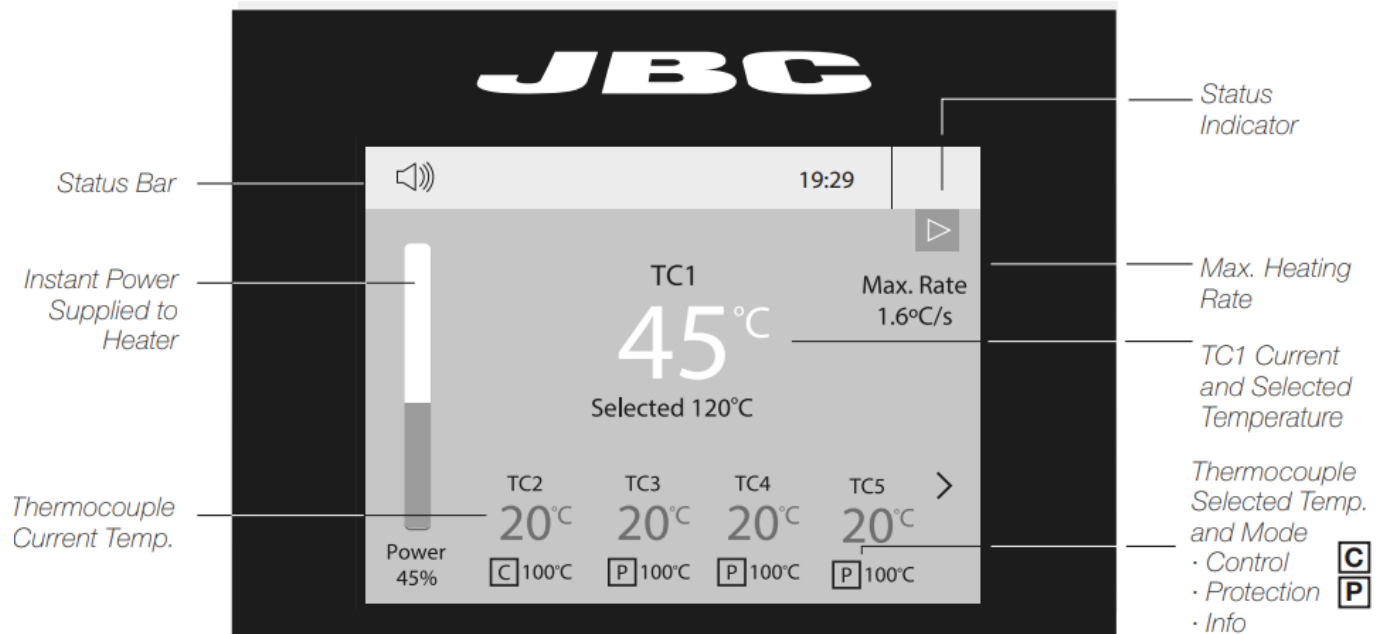 JBC
Status
Indicator
Status Bar
19:29
Instant Power
Supplied to
Heater
TC1
45°C
Selected 120°C
Max. Rate
1.6ºC/s
Max. Heating
Rate
TC1 Current
and Selected
Temperature
Thermocouple
Current Temp.
TC2
20°C
C 100°C
TC3
20°C
P 100°C
TC4
20°C
P 100°C
TC5
20°C
P 100°C
>
Power
45%
Thermocouple
Selected Temp.
and Mode
· Control C
· Protection P
· Info